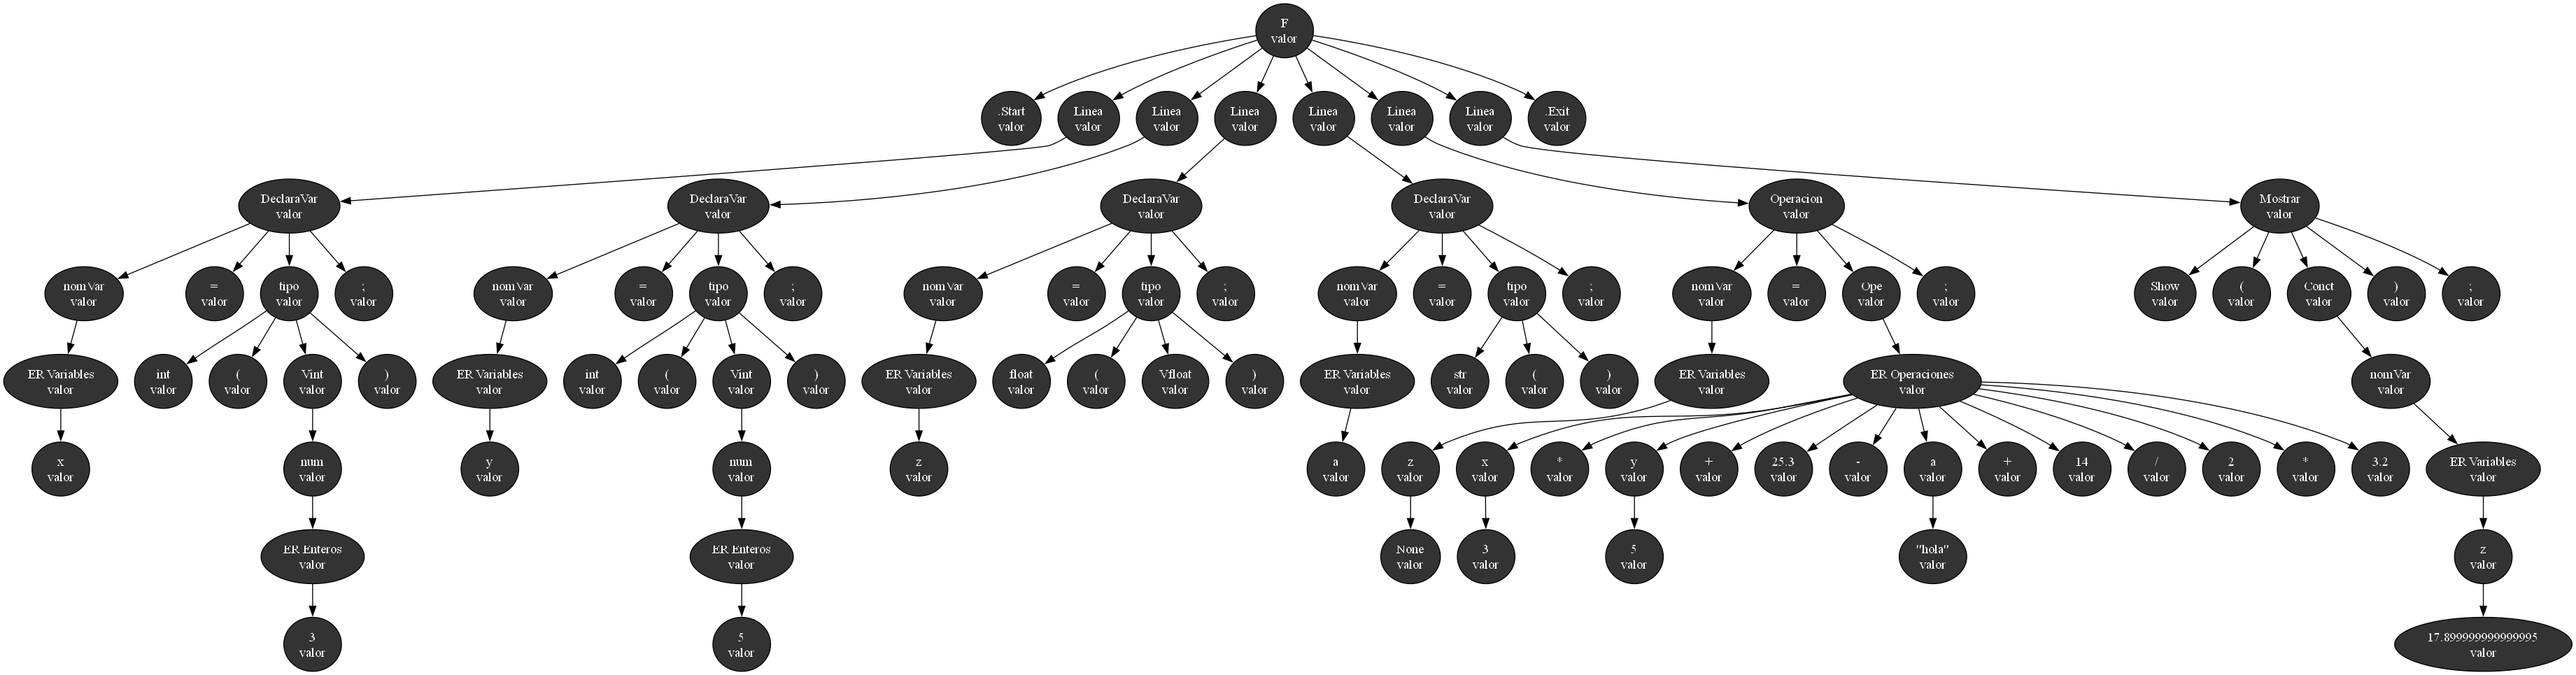 F
valor
.Start
valor
Linea
valor
Linea
valor
Linea
valor
Linea
valor
Linea
valor
Linea
valor
.Exit
valor
DeclaraVar
valor
DeclaraVar
valor
DeclaraVar
valor
DeclaraVar
valor
Operacion
valor
Mostrar
valor
nomVar
valor
=
valor
tipo
valor
;
valor
nomVar
valor
=
valor
tipo
valor
;
valor
nomVar
valor
=
valor
tipo
valor
;
valor
nomVar
valor
=
valor
tipo
valor
;
valor
nomVar
valor
=
valor
Ope
valor
;
valor
Show
valor
(
valor
Conct
valor
)
valor
;
valor
ER Variables
valor
int
valor
(
valor
Vint
valor
)
valor
ER Variables
valor
int
valor
(
valor
Vint
valor
)
valor
ER Variables
valor
float
valor
(
valor
Vfloat
valor
)
valor
ER Variables
valor
str
valor
(
valor
)
valor
ER Variables
valor
ER Operaciones
valor
nomVar
valor
x
valor
num
valor
y
valor
num
valor
z
valor
a
valor
z
valor
x
valor
*
valor
y
valor
+
valor
25.3
valor
-
valor
a
valor
+
valor
14
valor
/
valor
2
valor
*
valor
3.2
valor
ER Variables
valor
ER Enteros
valor
ER Enteros
valor
None
valor
3
valor
5
valor
"hola"
valor
z
valor
3
valor
5
valor
17.899999999999995
valor